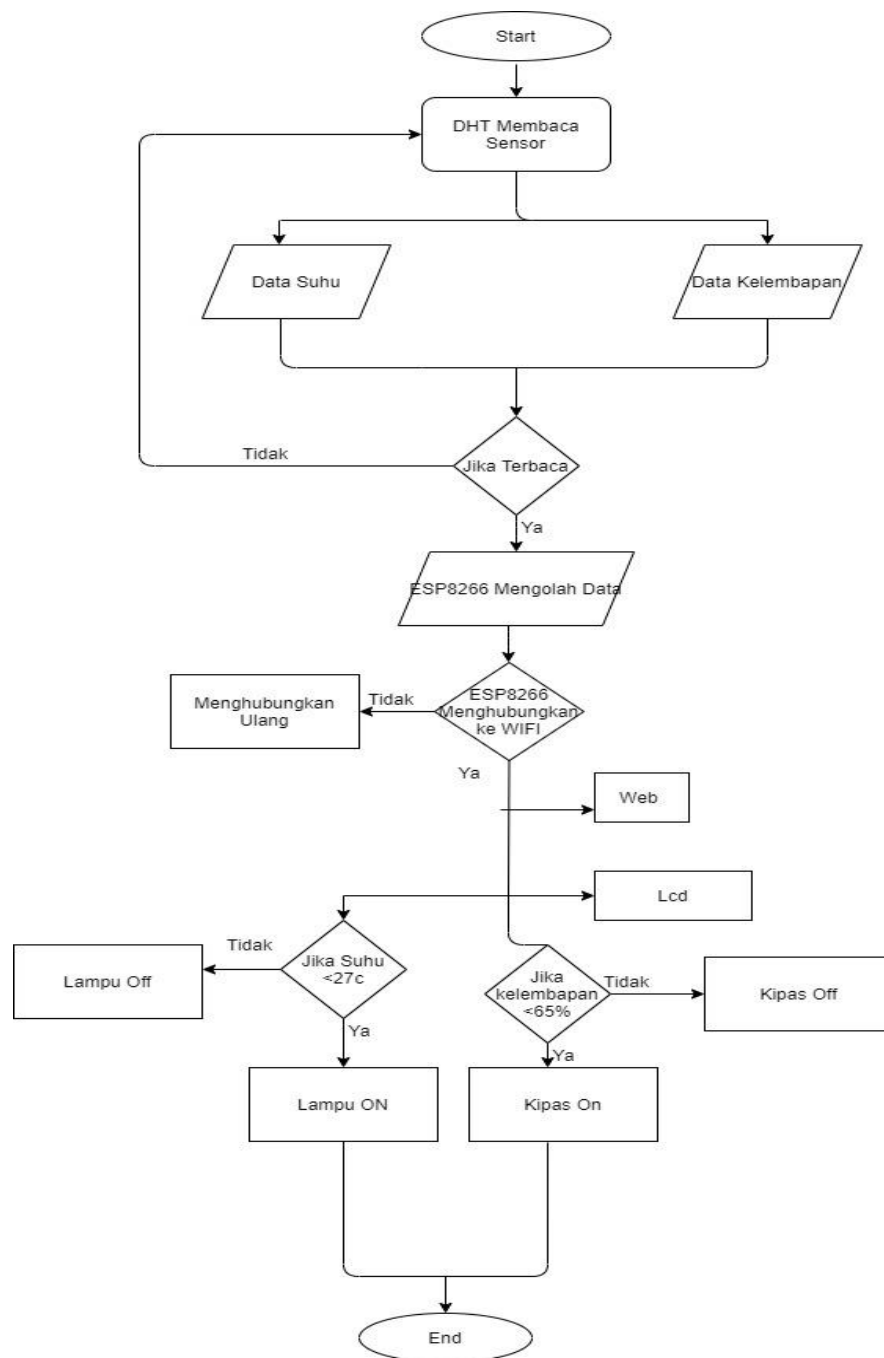 Start
DHT Membaca
Sensor
Data Suhu
Data Kelembapan
Tidak
Jika Terbaca
Ya
ESP8266 Mengolah Data
Menghubungkan
Ulang
Tidak
ESP8266
Menghubungkan
ke WIFI
Ya
Web
Lcd
Lampu Off
Tidak
Jika Suhu
<27c
Jika
kelembapan
<65%
Tidak
Kipas Off
Ya
Ya
Lampu ON
Kipas On
End